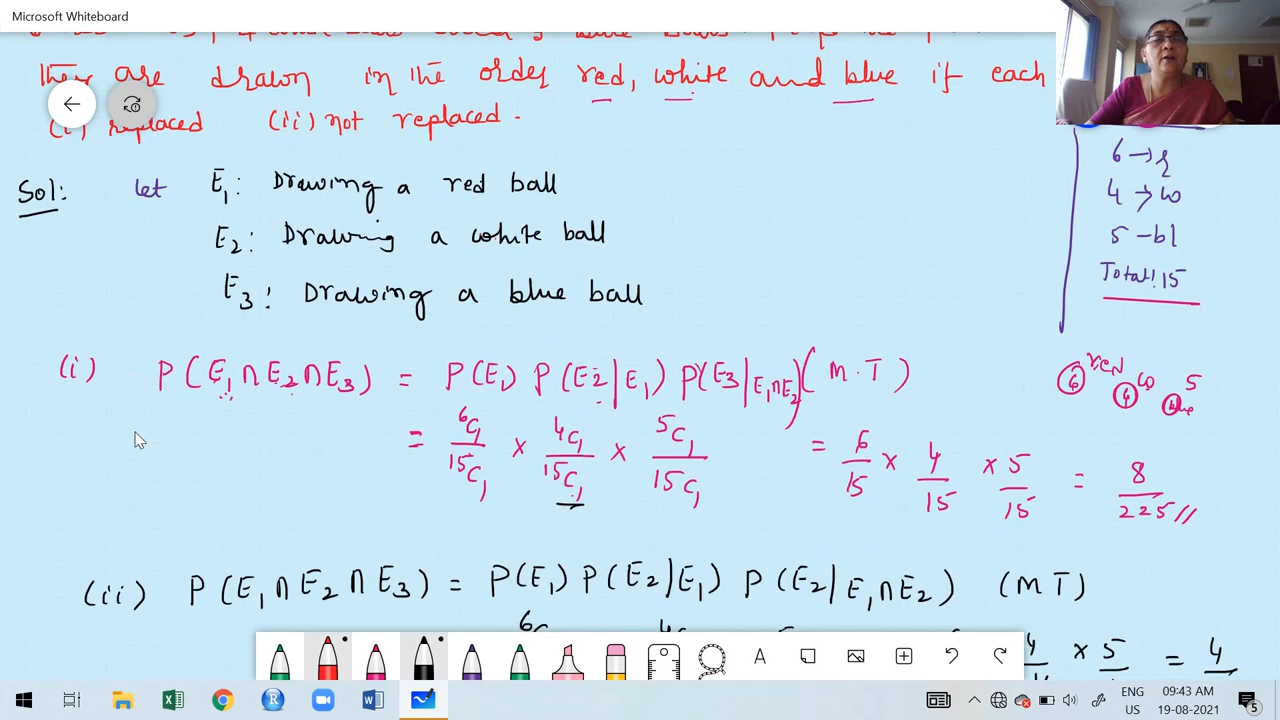 Microsoft Whiteboard
they are drawn in the order red, white and blue if each
(i) replaced (ii) not replaced.
6 → r
4 → w
5 - bl
Total: 15
Sol: let E1: Drawing a red ball
E2: Drawing a white ball
E3: Drawing a blue ball
(i) P(E1 ∩ E2 ∩ E3) = P(E1) P(E2|E1) P(E3|E1∩E2) (M.T)
6 red 4 w blue 5
= 6C1/15C1 × 4C1/15C1 × 5C1/15C1 = 6/15 × 4/15 × 5/15 = 8/225//
(ii) P(E1 ∩ E2 ∩ E3) = P(E1) P(E2|E1) P(E2|E1∩E2) (MT)
× 5 = 4
A
ENG
US
09:43 AM
19-08-2021
5